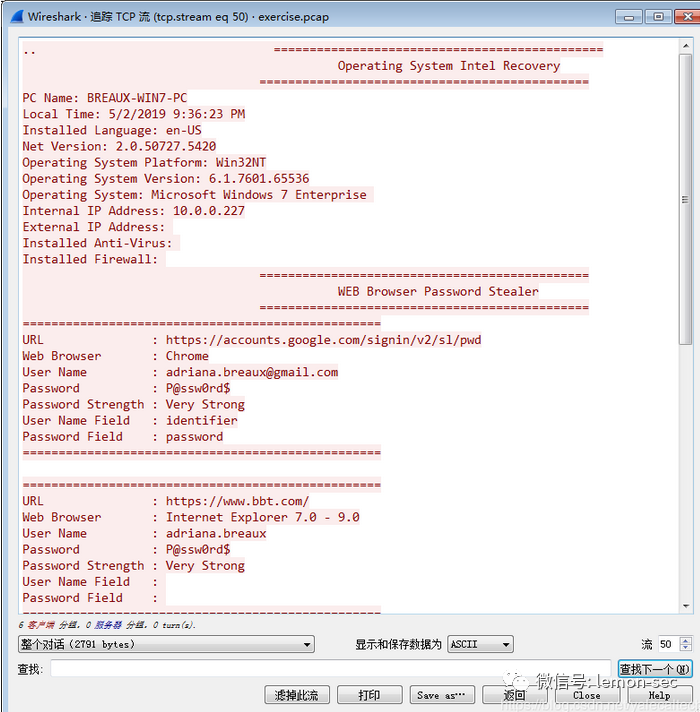 Wireshark · 追踪 TCP 流 (tcp.stream eq 50) · exercise.pcap
.. ==============================================
Operating System Intel Recovery
==============================================
PC Name: BREAUX-WIN7-PC
Local Time: 5/2/2019 9:36:23 PM
Installed Language: en-US
Net Version: 2.0.50727.5420
Operating System Platform: Win32NT
Operating System Version: 6.1.7601.65536
Operating System: Microsoft Windows 7 Enterprise
Internal IP Address: 10.0.0.227
External IP Address:
Installed Anti-Virus:
Installed Firewall:
==============================================
WEB Browser Password Stealer
==============================================
==================================================
URL : https://accounts.google.com/signin/v2/sl/pwd
Web Browser : Chrome
User Name : adriana.breaux@gmail.com
Password : P@ssw0rd$
Password Strength : Very Strong
User Name Field : identifier
Password Field : password
==================================================
==================================================
URL : https://www.bbt.com/
Web Browser : Internet Explorer 7.0 - 9.0
User Name : adriana.breaux
Password : P@ssw0rd$
Password Strength : Very Strong
User Name Field :
Password Field :
==================================================
6 客户端 分组, 0 服务器 分组, 0 turn(s).
整个对话 (2791 bytes) 显示和保存数据为 ASCII 流 50
查找: 查找下一个(N)
滤掉此流 打印 Save as… 返回 Close Help
微信号: lemon-sec